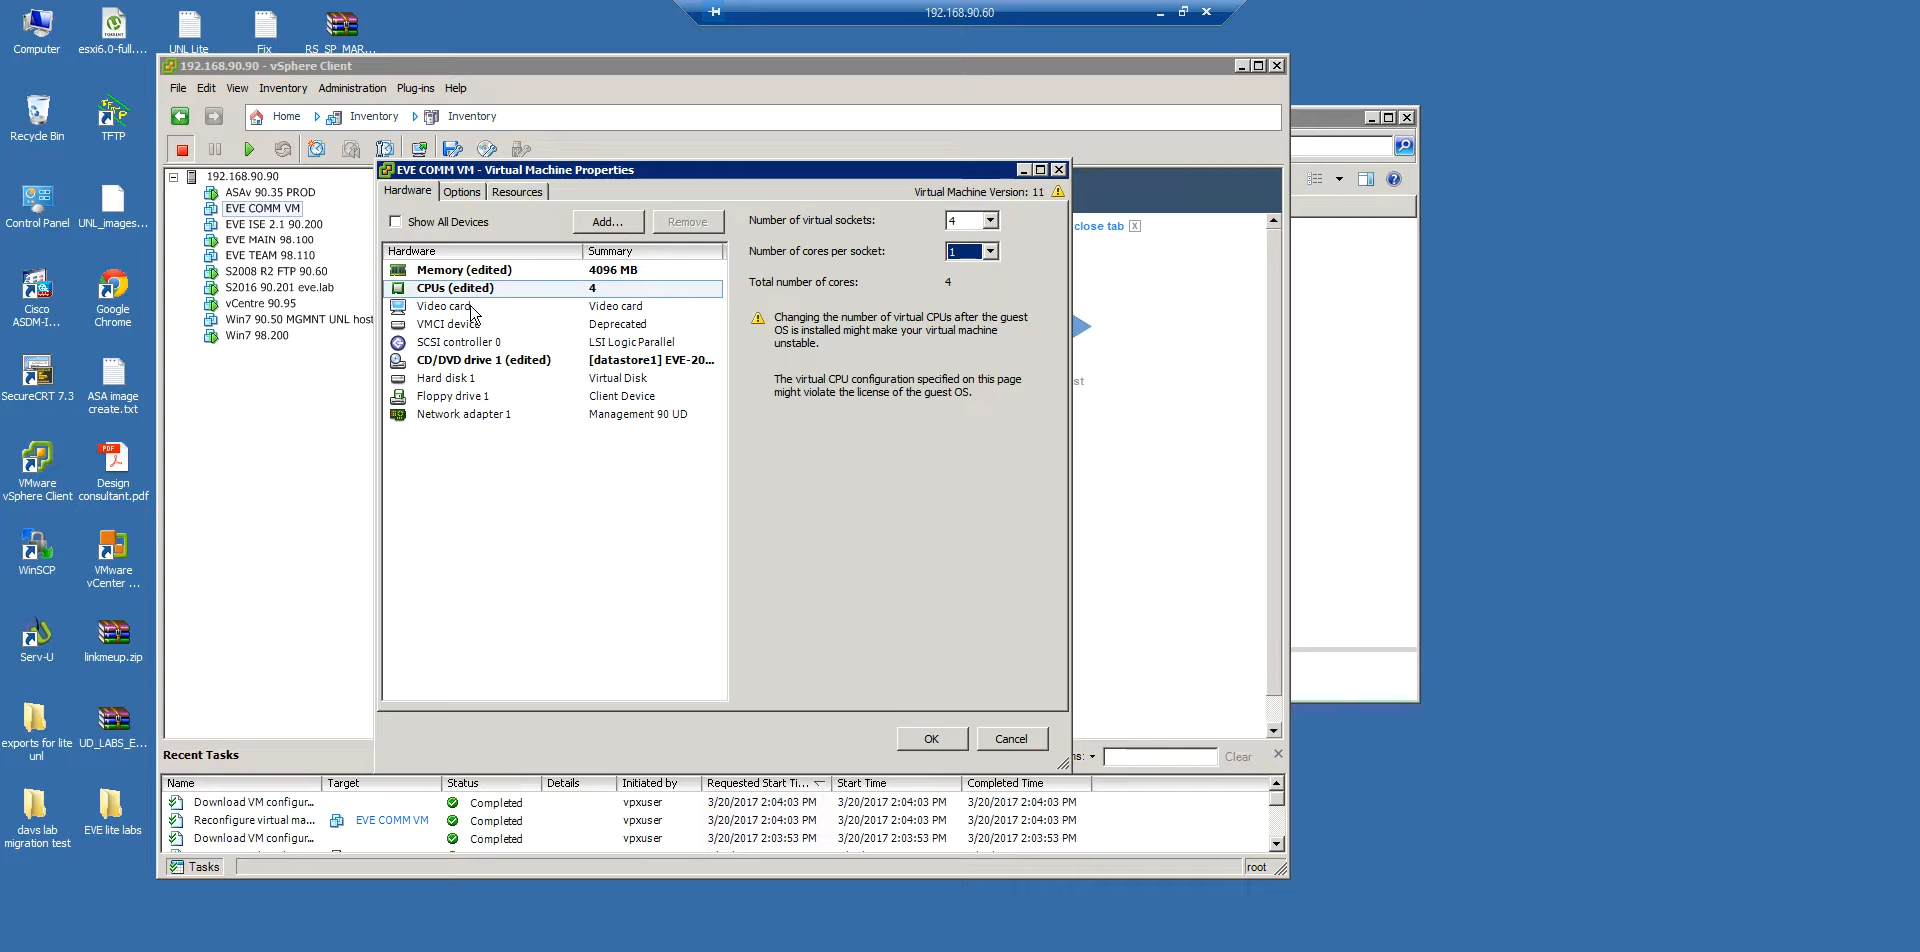 192.168.90.60
Computer
esxi6.0-full....
UNL Lite
Fix
RS_SP_MAR...
Recycle Bin
TFTP
Control Panel
UNL_images...
Cisco
ASDM-I...
Google
Chrome
SecureCRT 7.3
ASA image
create.txt
PDF
VMware
vSphere Client
Design
consultant.pdf
WinSCP
VMware
vCenter ...
Serv-U
linkmeup.zip
exports for lite
unl
UD_LABS_E...
davs lab
migration test
EVE lite labs
192.168.90.90 - vSphere Client
File Edit View Inventory Administration Plug-ins Help
Home Inventory Inventory
192.168.90.90
ASAv 90.35 PROD
EVE COMM VM
EVE ISE 2.1 90.200
EVE MAIN 98.100
EVE TEAM 98.110
S2008 R2 FTP 90.60
S2016 90.201 eve.lab
vCentre 90.95
Win7 90.50 MGMNT UNL host
Win7 98.200
EVE COMM VM - Virtual Machine Properties
Hardware Options Resources Virtual Machine Version: 11
Show All Devices Add... Remove
Hardware Summary
Memory (edited) 4096 MB
CPUs (edited) 4
Video card Video card
VMCI device Deprecated
SCSI controller 0 LSI Logic Parallel
CD/DVD drive 1 (edited) [datastore1] EVE-20...
Hard disk 1 Virtual Disk
Floppy drive 1 Client Device
Network adapter 1 Management 90 UD
Number of virtual sockets: 4
Number of cores per socket: 1
Total number of cores: 4
Changing the number of virtual CPUs after the guest
OS is installed might make your virtual machine
unstable.
The virtual CPU configuration specified on this page
might violate the license of the guest OS.
OK Cancel
close tab
st
Recent Tasks
ns: Clear
Name Target Status Details Initiated by Requested Start Ti... Start Time Completed Time
Download VM configur... Completed vpxuser 3/20/2017 2:04:03 PM 3/20/2017 2:04:03 PM 3/20/2017 2:04:03 PM
Reconfigure virtual ma... EVE COMM VM Completed vpxuser 3/20/2017 2:04:03 PM 3/20/2017 2:04:03 PM 3/20/2017 2:04:03 PM
Download VM configur... Completed vpxuser 3/20/2017 2:03:53 PM 3/20/2017 2:03:53 PM 3/20/2017 2:03:53 PM
Tasks root